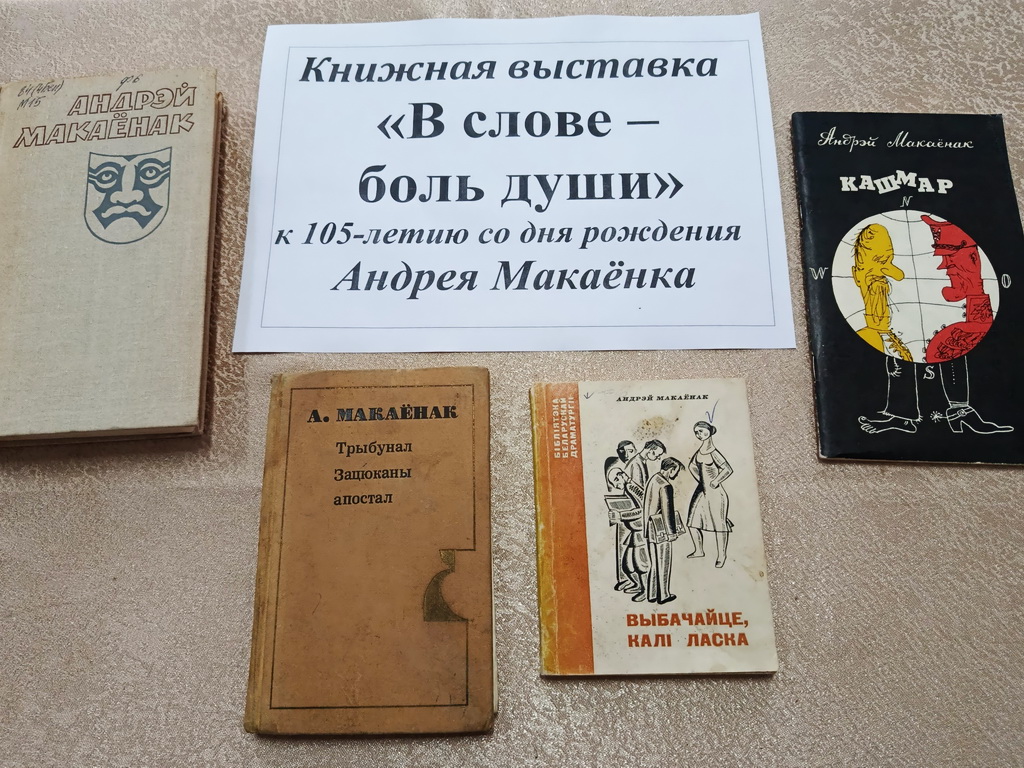 Книжная выставка
«В слове –
боль души»
к 105-летию со дня рождения
Андрея Макаёнка
М15
АНДРЭЙ
МАКАЁНАК
Андрэй Макаёнак
КАШМАР
N
W
O
S
А. МАКАЁНАК
Трыбунал
Зацюканы
апостал
БІБЛІЯТЭКА
БЕЛАРУСКАЙ
ДРАМАТУРГІІ
АНДРЭЙ МАКАЁНАК
ВЫБАЧАЙЦЕ,
КАЛІ ЛАСКА